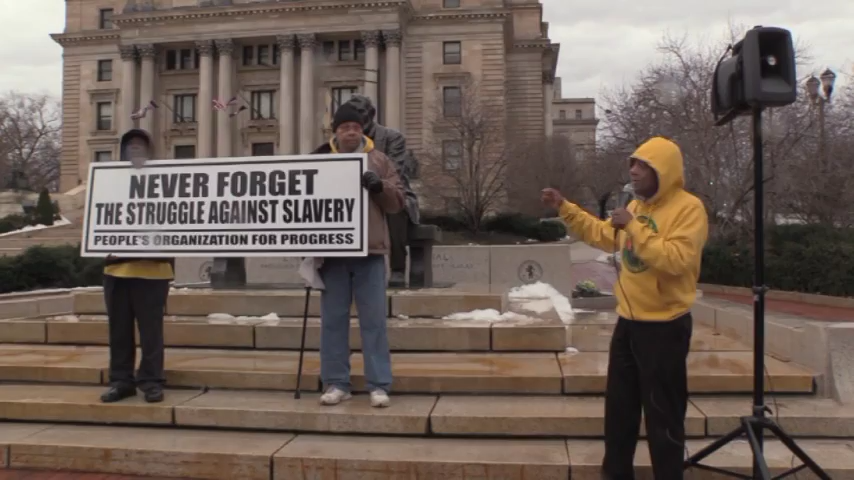 NEVER FORGET
THE STRUGGLE AGAINST SLAVERY
PEOPLE'S ORGANIZATION FOR PROGRESS